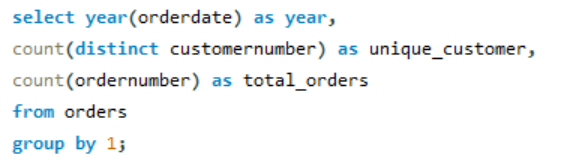 select year(orderdate) as year,
count(distinct customernumber) as unique_customer,
count(ordernumber) as total_orders
from orders
group by 1;